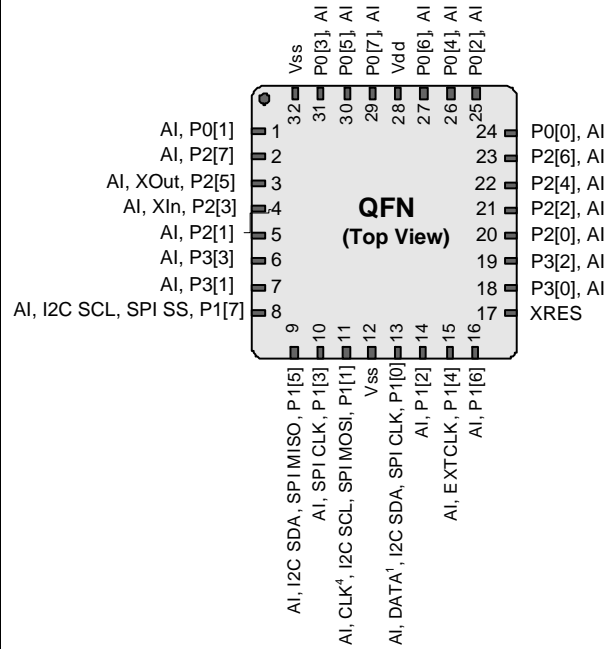 Vss
P0[3], AI
P0[5], AI
P0[7], AI
Vdd
P0[6], AI
P0[4], AI
P0[2], AI
32
31
30
29
28
27
26
25
AI, P0[1]
1
AI, P2[7]
2
AI, XOut, P2[5]
3
AI, XIn, P2[3]
4
AI, P2[1]
5
AI, P3[3]
6
AI, P3[1]
7
AI, I2C SCL, SPI SS, P1[7]
8
QFN
(Top View)
24
P0[0], AI
23
P2[6], AI
22
P2[4], AI
21
P2[2], AI
20
P2[0], AI
19
P3[2], AI
18
P3[0], AI
17
XRES
9
10
11
12
13
14
15
16
AI, I2C SDA, SPI MISO, P1[5]
AI, SPI CLK, P1[3]
AI, CLK⁴, I2C SCL, SPI MOSI, P1[1]
Vss
AI, DATA¹, I2C SDA, SPI CLK, P1[0]
AI, P1[2]
AI, EXTCLK, P1[4]
AI, P1[6]